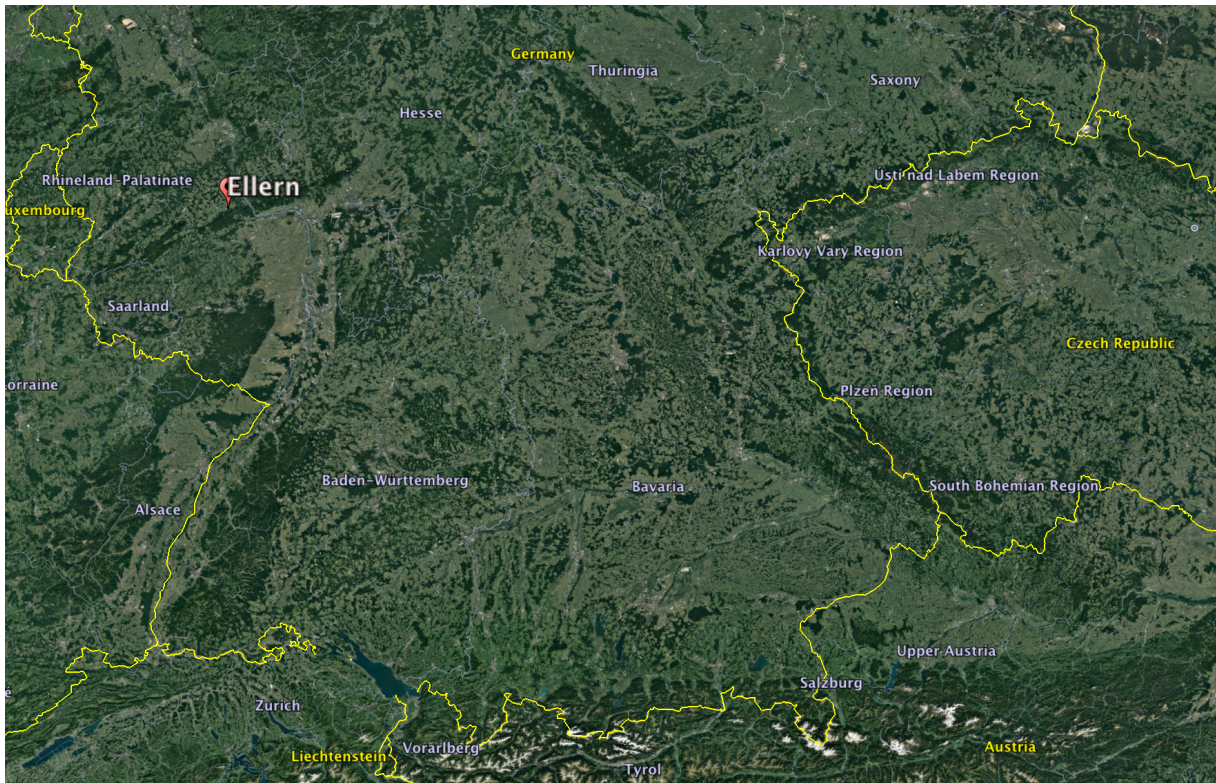 Germany
Thuringia
Saxony
Hesse
Rhineland-Palatinate
Ellern
Ústí nad Labem Region
uxembourg
Karlovy Vary Region
Saarland
Czech Republic
orraine
Plzeň Region
Baden-Württemberg
Bavaria
South Bohemian Region
Alsace
Upper Austria
Salzburg
é
Zurich
Vorarlberg
Austria
Liechtenstein
Tyrol